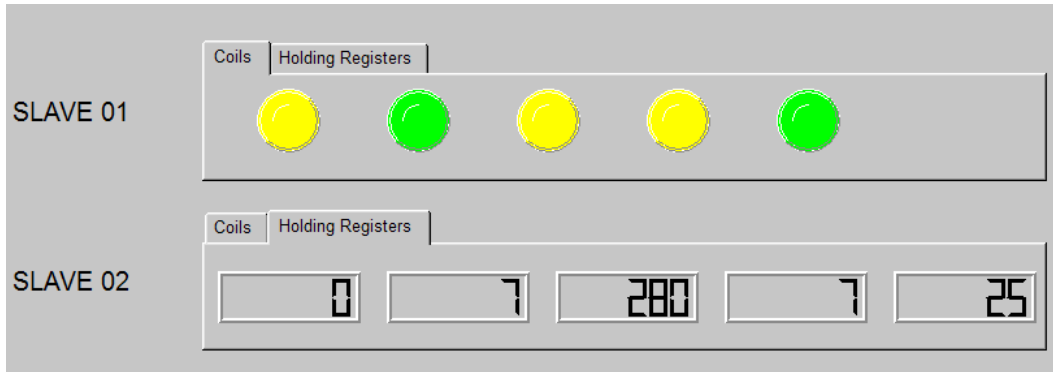 Coils Holding Registers
SLAVE 01
Coils Holding Registers
SLAVE 02
0 7 280 7 25